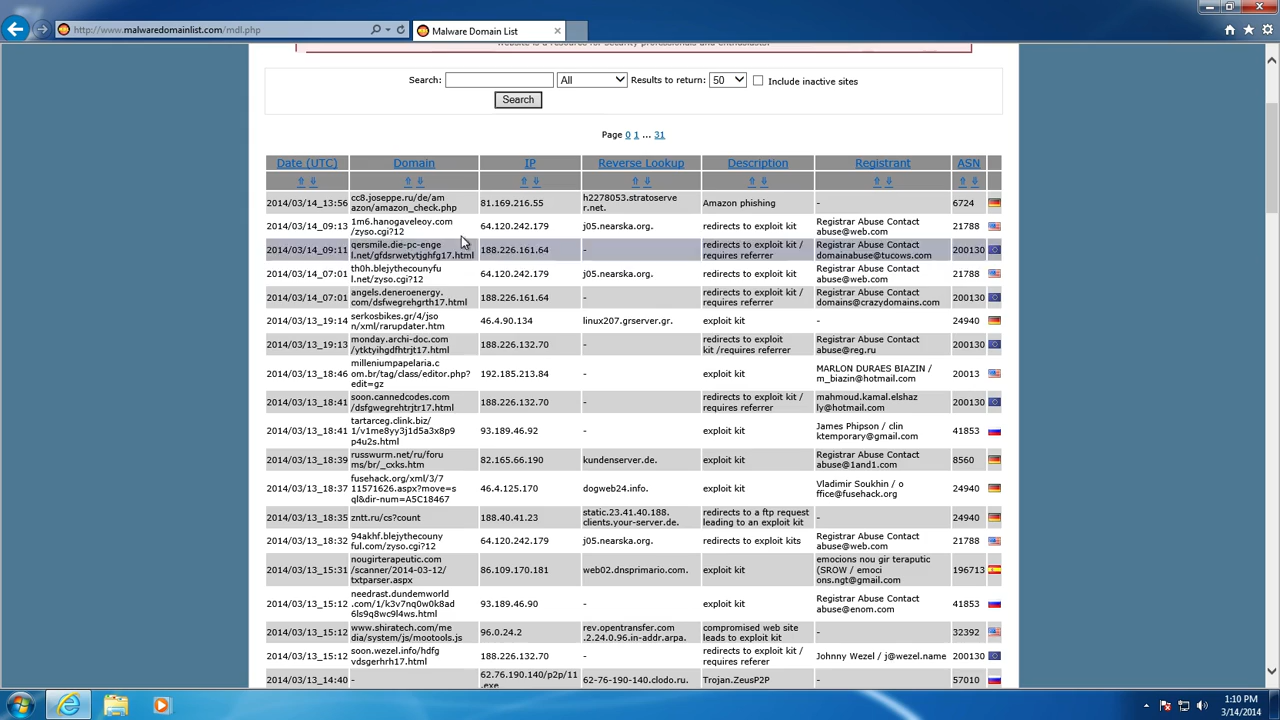 http://www.malwaredomainlist.com/mdl.php
Malware Domain List
website is a resource for security professionals and enthusiasts.
Search: All Results to return: 50 Include inactive sites
Search
Page 0 1 ... 31
Date (UTC) Domain IP Reverse Lookup Description Registrant ASN
2014/03/14_13:56 cc8.joseppe.ru/de/am 81.169.216.55 h2278053.stratoserve Amazon phishing - 6724
azon/amazon_check.php r.net.
2014/03/14_09:13 1m6.hanogaveleoy.com 64.120.242.179 j05.nearska.org. redirects to exploit kit Registrar Abuse Contact 21788
/zyso.cgi?12 abuse@web.com
2014/03/14_09:11 qersmile.die-pc-enge 188.226.161.64 - redirects to exploit kit / Registrar Abuse Contact 200130
l.net/gfdsrwetytjghfg17.html requires referrer domainabuse@tucows.com
2014/03/14_07:01 th0h.blejythecounyfu 64.120.242.179 j05.nearska.org. redirects to exploit kit Registrar Abuse Contact 21788
l.net/zyso.cgi?12 abuse@web.com
2014/03/14_07:01 angels.deneroenergy. 188.226.161.64 - redirects to exploit kit / Registrar Abuse Contact 200130
com/dsfwegrehgrth17.html requires referrer domains@crazydomains.com
2014/03/13_19:14 serkosbikes.gr/4/jso 46.4.90.134 linux207.grserver.gr. exploit kit - 24940
n/xml/rarupdater.htm
2014/03/13_19:13 monday.archi-doc.com 188.226.132.70 - redirects to exploit Registrar Abuse Contact 200130
/ytktyihgdfhtrjt17.html kit /requires referrer abuse@reg.ru
2014/03/13_18:46 milleniumpapelaria.c 192.185.213.84 - exploit kit MARLON DURAES BIAZIN / 20013
om.br/tag/class/editor.php? m_biazin@hotmail.com
edit=gz
2014/03/13_18:41 soon.cannedcodes.com 188.226.132.70 - redirects to exploit kit / mahmoud.kamal.elshaz 200130
/dsfgwegrehtrjtr17.html requires referrer ly@hotmail.com
2014/03/13_18:41 tartarceg.clink.biz/ 93.189.46.92 - exploit kit James Phipson / clin 41853
1/v1me8yy3j1d5a3x8p9 ktemporary@gmail.com
p4u2s.html
2014/03/13_18:39 russwurm.net/ru/foru 82.165.66.190 kundenserver.de. exploit kit Registrar Abuse Contact 8560
ms/br/_cxks.htm abuse@1and1.com
2014/03/13_18:37 fusehack.org/xml/3/7 46.4.125.170 dogweb24.info. exploit kit Vladimir Soukhin / o 24940
11571626.aspx?move=s ffice@fusehack.org
ql&dir-num=A5C18467
2014/03/13_18:35 zntt.ru/cs?count 188.40.41.23 static.23.41.40.188. redirects to a ftp request - 24940
clients.your-server.de. leading to an exploit kit
2014/03/13_18:32 94akhf.blejythecouny 64.120.242.179 j05.nearska.org. redirects to exploit kits Registrar Abuse Contact 21788
ful.com/zyso.cgi?12 abuse@web.com
2014/03/13_15:31 nougirterapeutic.com 86.109.170.181 web02.dnsprimario.com. exploit kit emocions nou gir teraputic 196713
/scanner/2014-03-12/ (SROW / emoci
txtparser.aspx ons.ngt@gmail.com
2014/03/13_15:12 needrast.dundemworld 93.189.46.90 - exploit kit Registrar Abuse Contact 41853
.com/1/k3v7nq0w0k8ad abuse@enom.com
6ls9q8wc9l4ws.html
2014/03/13_15:12 www.shiratech.com/me 96.0.24.2 rev.opentransfer.com compromised web site - 32392
dia/system/js/mootools.js .2.24.0.96.in-addr.arpa. leads to exploit kit
2014/03/13_15:12 soon.wezel.info/hdfg 188.226.132.70 - redirects to exploit kit / Johnny Wezel / j@wezel.name 200130
vdsgerhrh17.html requires referrer
2014/03/13_14:40 - 62.76.190.140/p2p/11 62-76-190-140.clodo.ru. Trojan.ZeusP2P - 57010
.exe
1:10 PM
3/14/2014